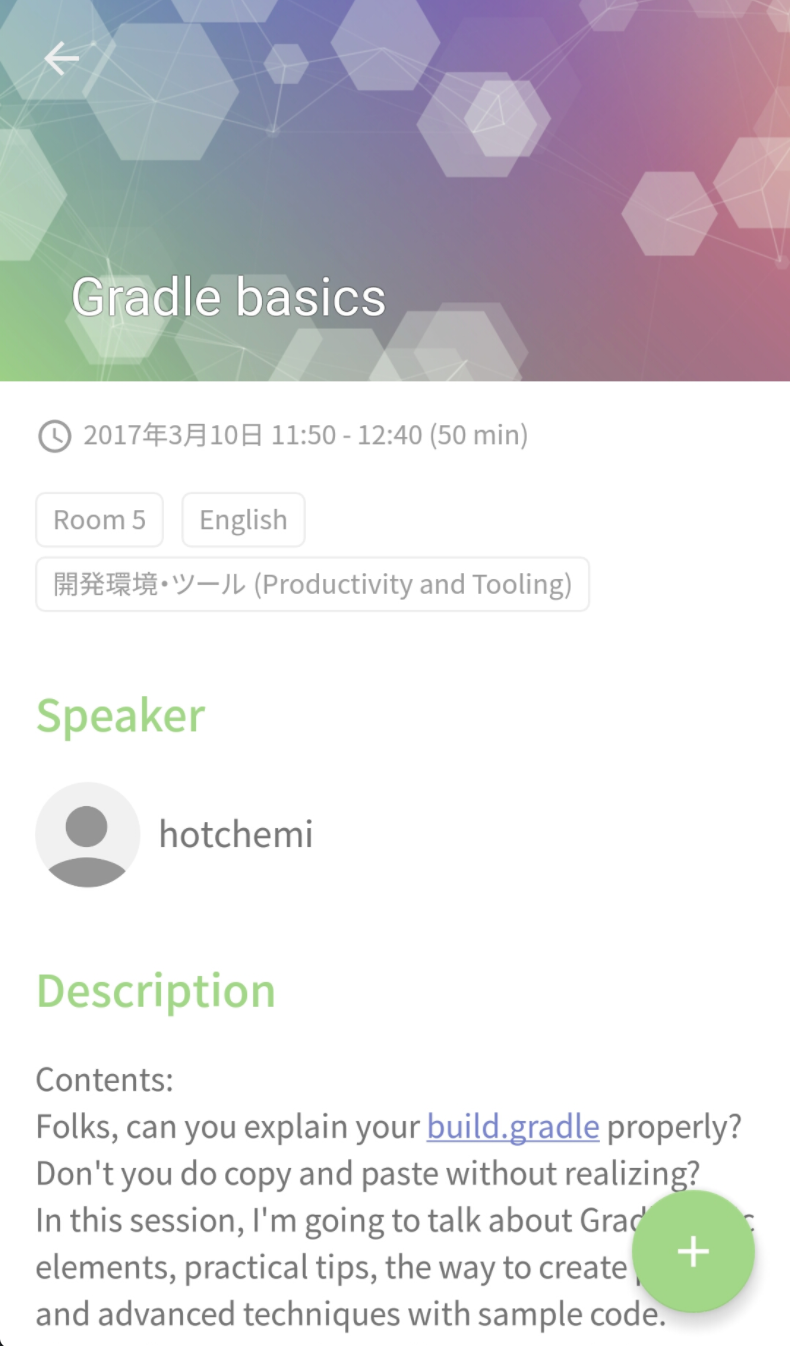 Gradle basics
2017年3月10日 11:50 - 12:40 (50 min)
Room 5
English
開発環境・ツール (Productivity and Tooling)
Speaker
hotchemi
Description
Contents:
Folks, can you explain your build.gradle properly?
Don't you do copy and paste without realizing?
In this session, I'm going to talk about
elements, practical tips, the way to create
and advanced techniques with sample code.